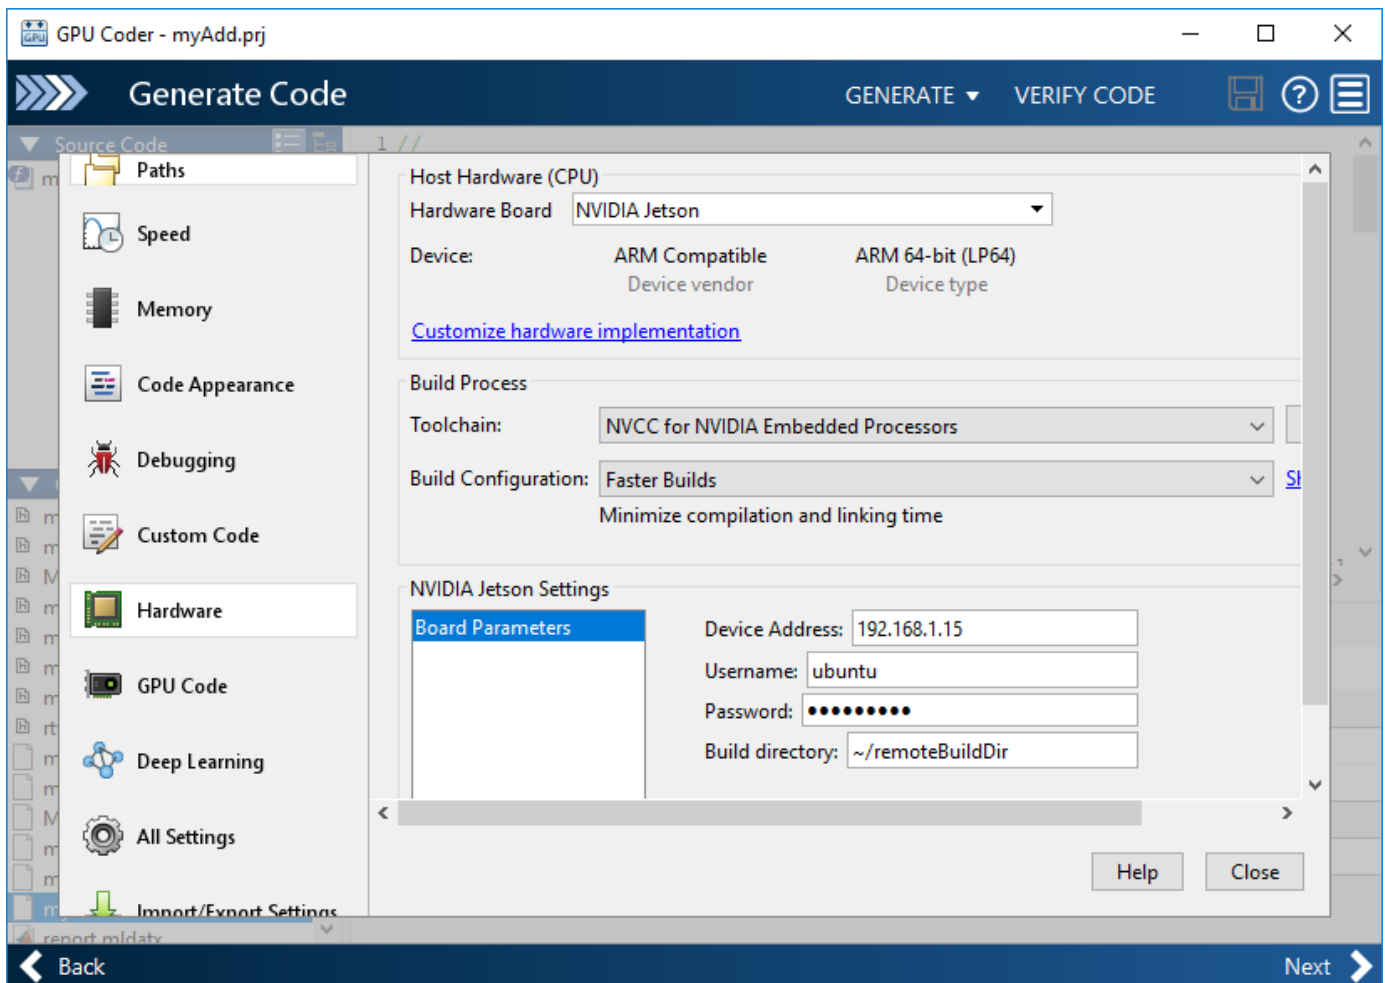 GPU Coder - myAdd.prj
Generate Code
GENERATE
VERIFY CODE
Source Code
1 //
Paths
Speed
Memory
Code Appearance
Debugging
Custom Code
Hardware
GPU Code
Deep Learning
All Settings
Import/Export Settings
report.mldatx
Host Hardware (CPU)
Hardware Board NVIDIA Jetson
Device: ARM Compatible ARM 64-bit (LP64)
Device vendor Device type
Customize hardware implementation
Build Process
Toolchain: NVCC for NVIDIA Embedded Processors
Build Configuration: Faster Builds
Minimize compilation and linking time
NVIDIA Jetson Settings
Board Parameters
Device Address: 192.168.1.15
Username: ubuntu
Password: •••••••••
Build directory: ~/remoteBuildDir
Help
Close
Back
Next